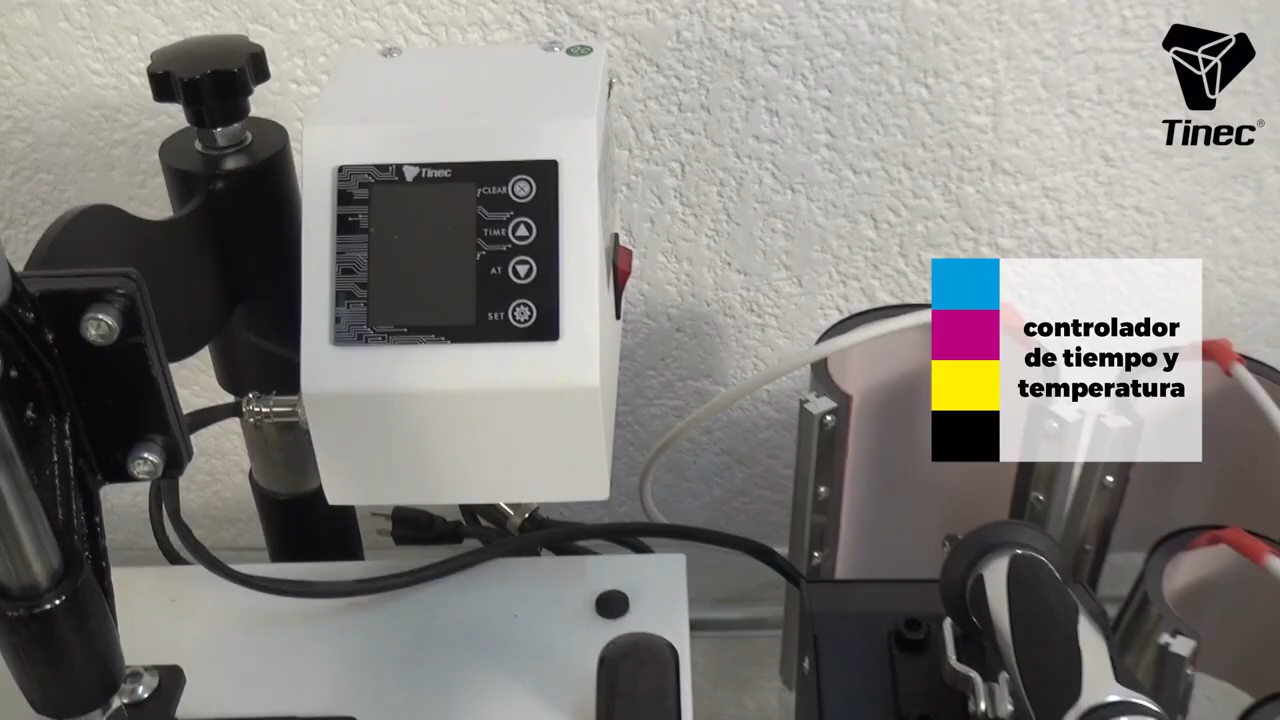 Tinec®
Tinec
CLEAR
TIME
AT
SET
controlador
de tiempo y
temperatura